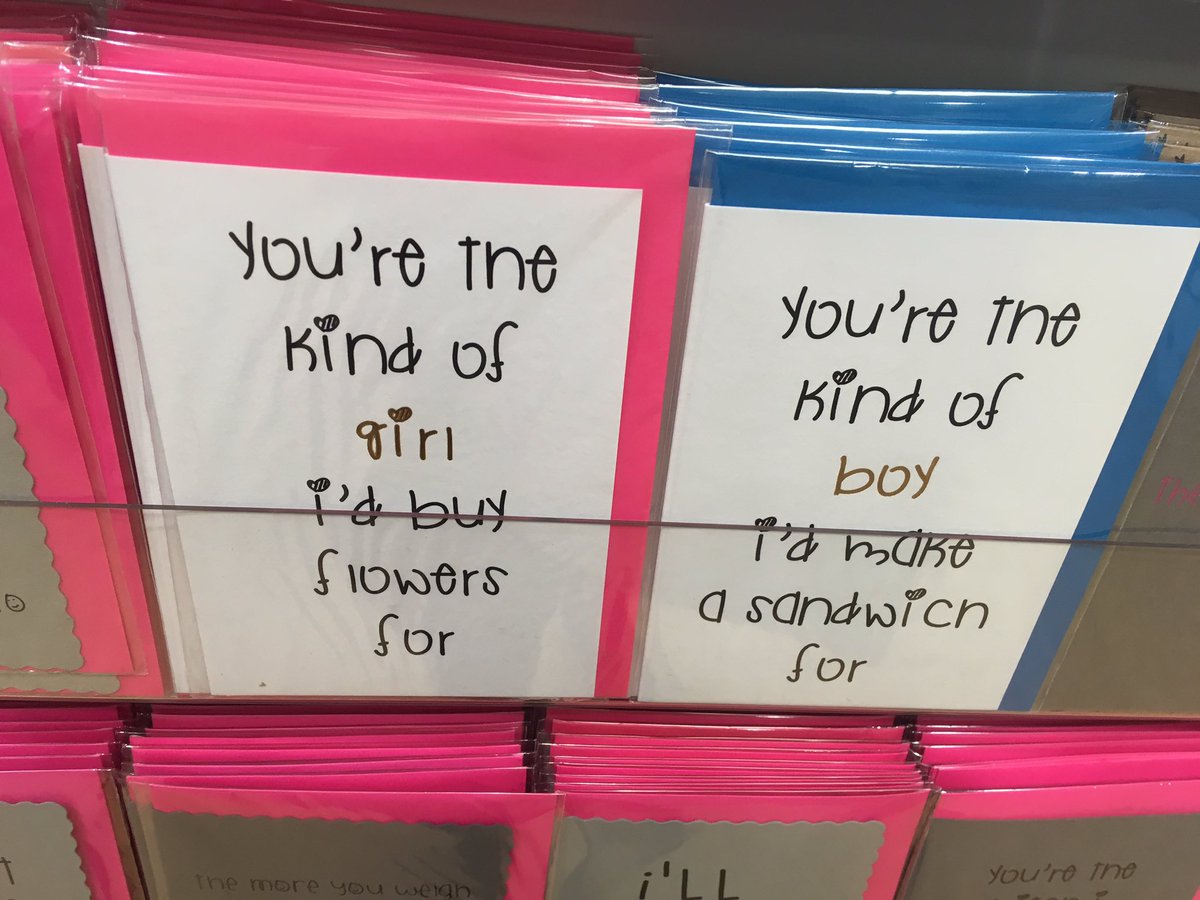 you're the
kind of
girl
i'd buy
flowers
for
you're the
kind of
boy
i'd make
a sandwich
for
the more you weigh
i'LL
you're the